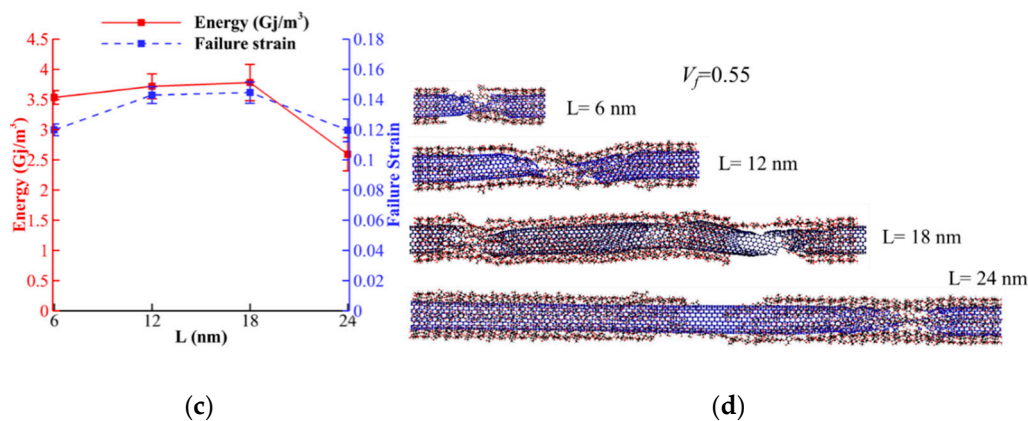 Energy (Gj/m³)
Failure strain
4.5
4
3.5
3
2.5
2
1.5
1
0.5
0
Energy (Gj/m³)
0.18
0.16
0.14
0.12
0.1
0.08
0.06
0.04
0.02
0
Failure Strain
6
12
18
24
L (nm)
(c)
Vf=0.55
L= 6 nm
L= 12 nm
L= 18 nm
L= 24 nm
(d)